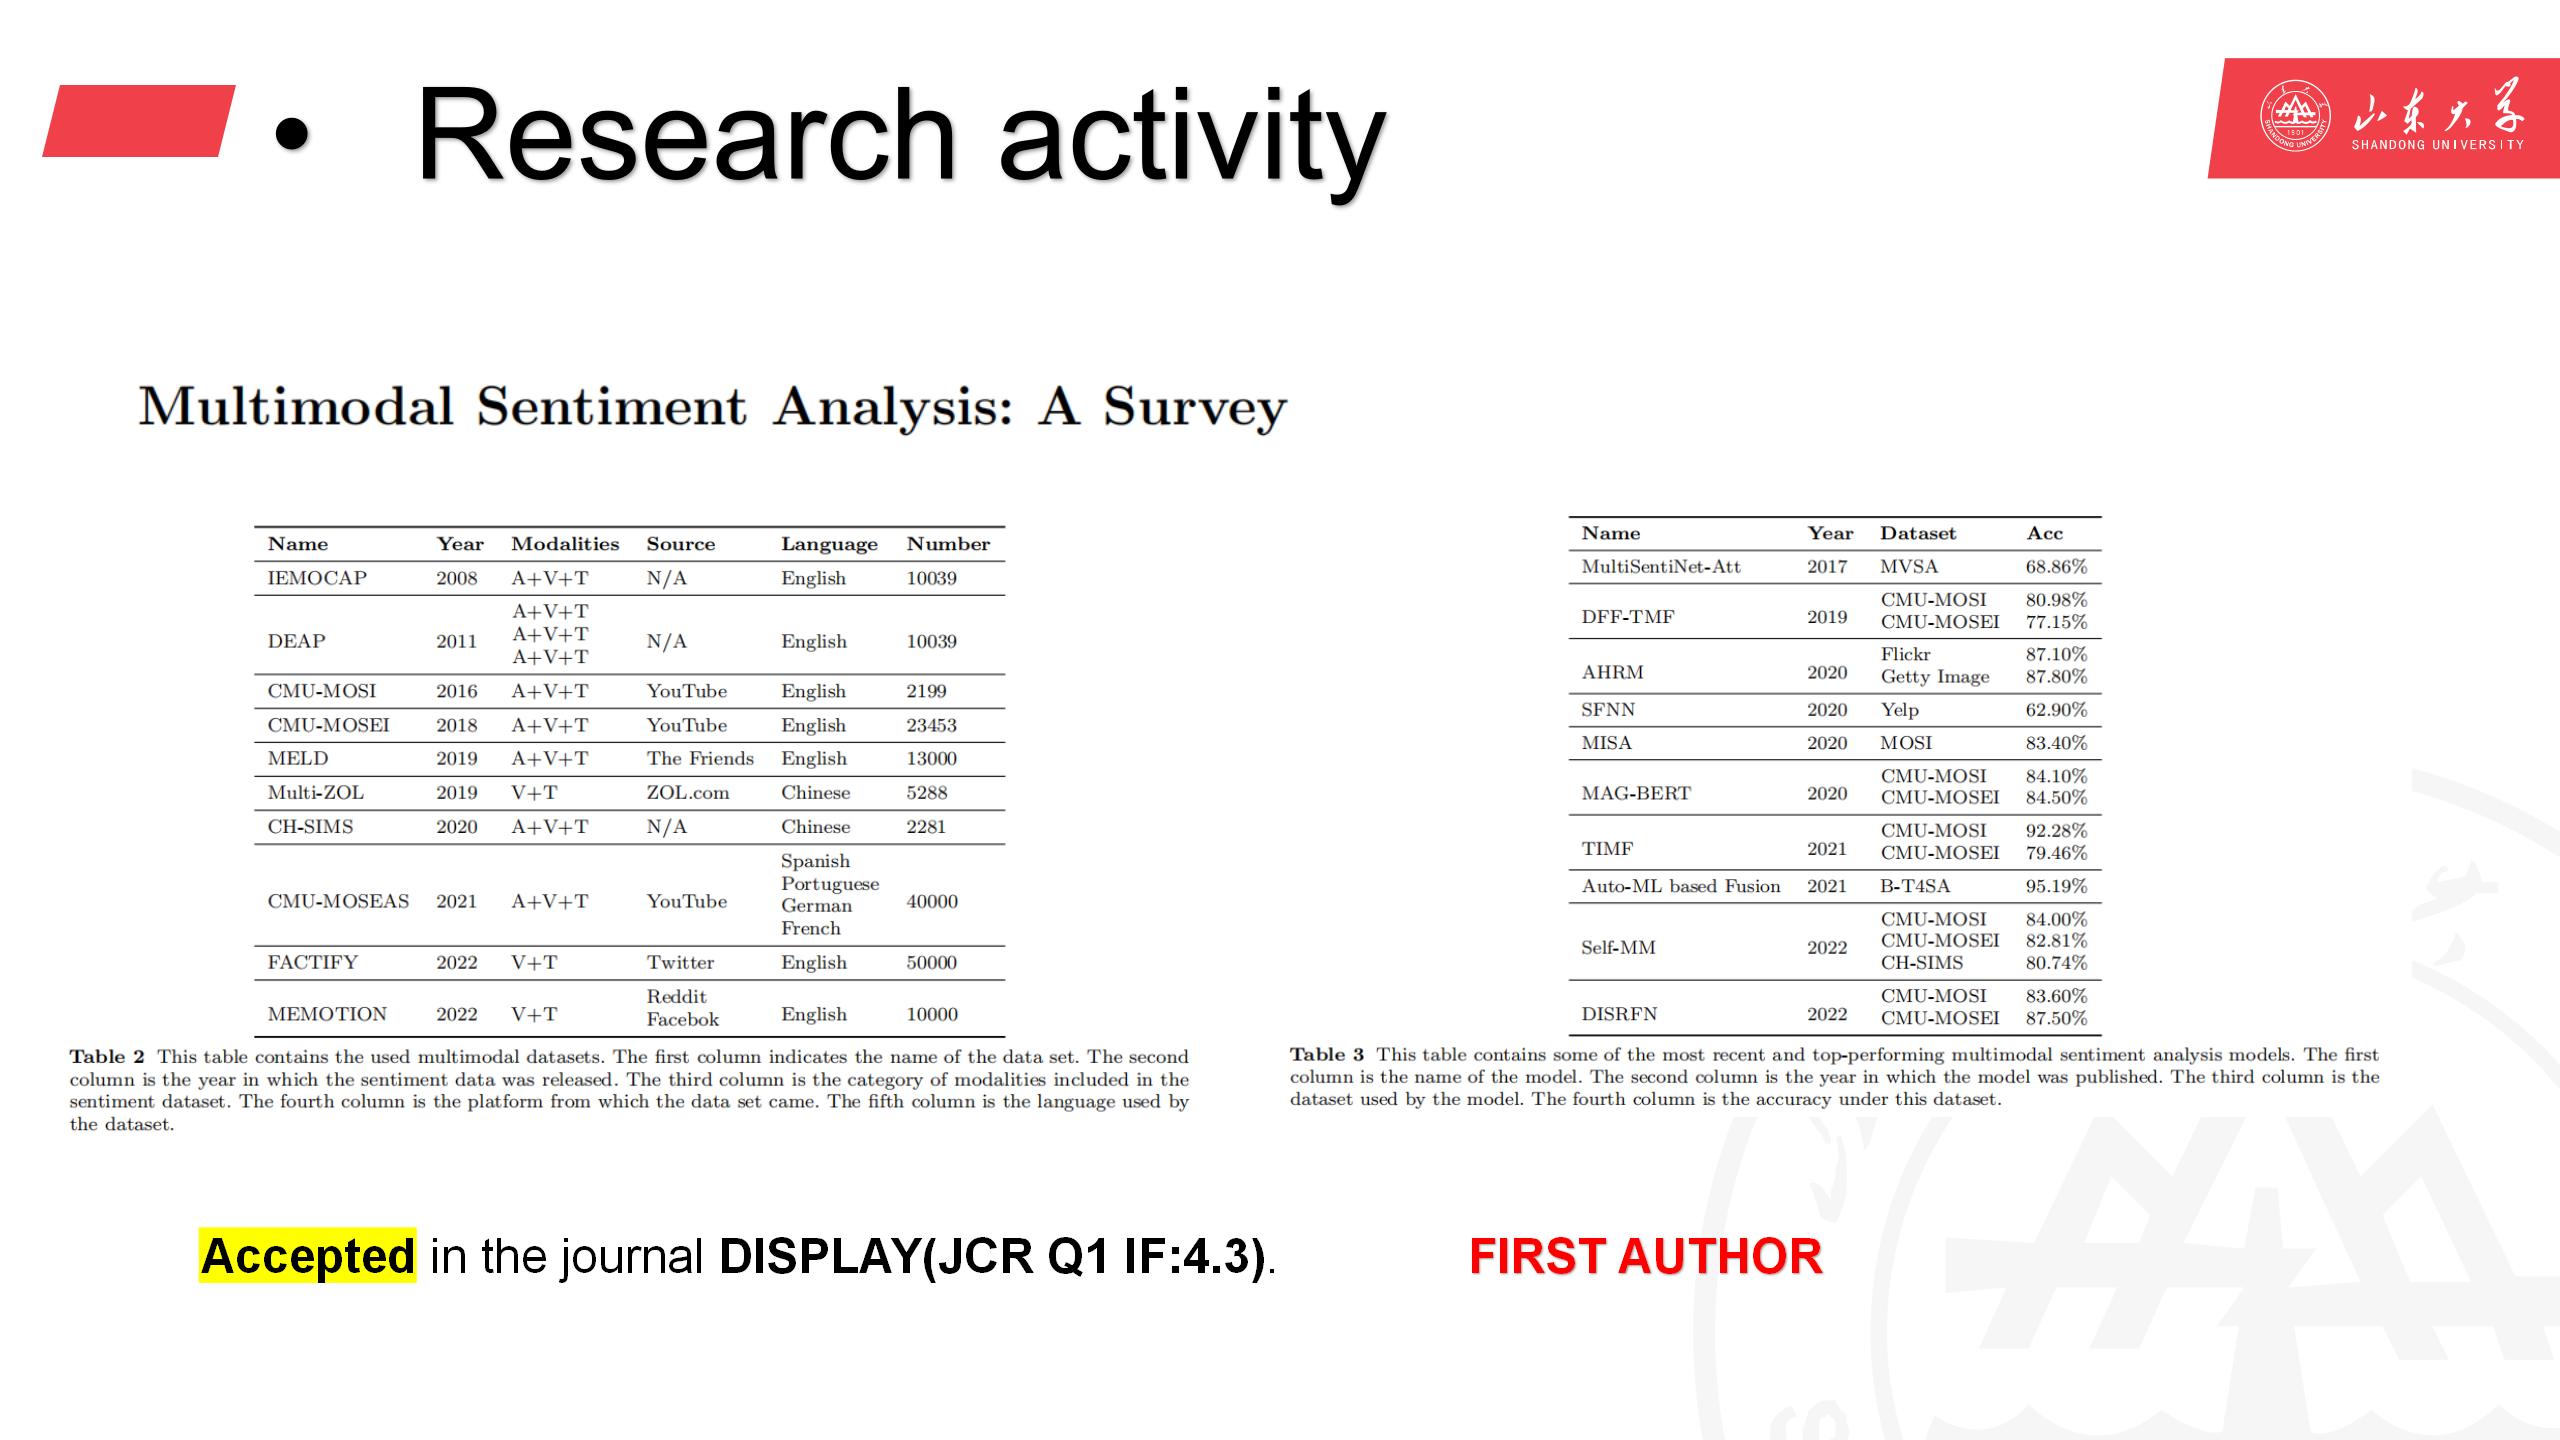 • Research activity
山东大学
SHANDONG UNIVERSITY
1901
SHANDONG UNIVERSITY
Multimodal Sentiment Analysis: A Survey
Name Year Modalities Source Language Number
IEMOCAP 2008 A+V+T N/A English 10039
A+V+T
DEAP 2011 A+V+T N/A English 10039
A+V+T
CMU-MOSI 2016 A+V+T YouTube English 2199
CMU-MOSEI 2018 A+V+T YouTube English 23453
MELD 2019 A+V+T The Friends English 13000
Multi-ZOL 2019 V+T ZOL.com Chinese 5288
CH-SIMS 2020 A+V+T N/A Chinese 2281
Spanish
Portuguese
CMU-MOSEAS 2021 A+V+T YouTube German 40000
French
FACTIFY 2022 V+T Twitter English 50000
Reddit
MEMOTION 2022 V+T Facebok English 10000
Table 2 This table contains the used multimodal datasets. The first column indicates the name of the data set. The second
column is the year in which the sentiment data was released. The third column is the category of modalities included in the
sentiment dataset. The fourth column is the platform from which the data set came. The fifth column is the language used by
the dataset.
Name Year Dataset Acc
MultiSentiNet-Att 2017 MVSA 68.86%
CMU-MOSI 80.98%
DFF-TMF 2019 CMU-MOSEI 77.15%
Flickr 87.10%
AHRM 2020 Getty Image 87.80%
SFNN 2020 Yelp 62.90%
MISA 2020 MOSI 83.40%
CMU-MOSI 84.10%
MAG-BERT 2020 CMU-MOSEI 84.50%
CMU-MOSI 92.28%
TIMF 2021 CMU-MOSEI 79.46%
Auto-ML based Fusion 2021 B-T4SA 95.19%
CMU-MOSI 84.00%
Self-MM 2022 CMU-MOSEI 82.81%
CH-SIMS 80.74%
CMU-MOSI 83.60%
DISRFN 2022 CMU-MOSEI 87.50%
Table 3 This table contains some of the most recent and top-performing multimodal sentiment analysis models. The first
column is the name of the model. The second column is the year in which the model was published. The third column is the
dataset used by the model. The fourth column is the accuracy under this dataset.
Accepted in the journal DISPLAY(JCR Q1 IF:4.3).
FIRST AUTHOR